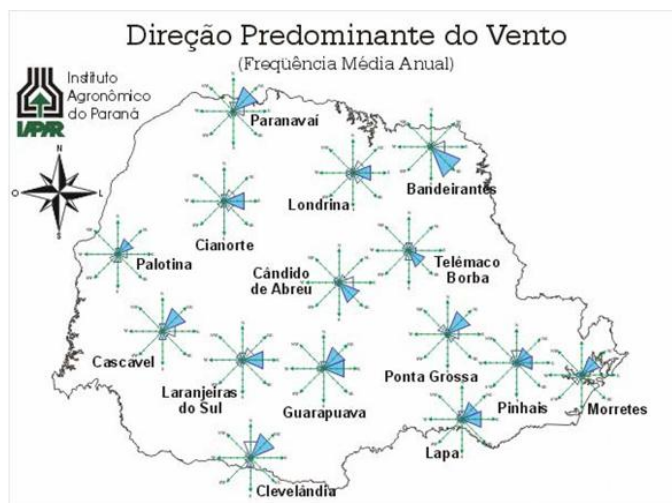 Direção Predominante do Vento
(Freqüência Média Anual)
Instituto
Agronômico
do Paraná
IAPAR
N
O
L
S
Paranavaí
Londrina
Bandeirantes
Cianorte
Palotina
Cândido
de Abreu
Telémaco
Borba
Cascavel
Laranjeiras
do Sul
Guarapuava
Ponta Grossa
Pinhais
Morretes
Lapa
Clevelândia